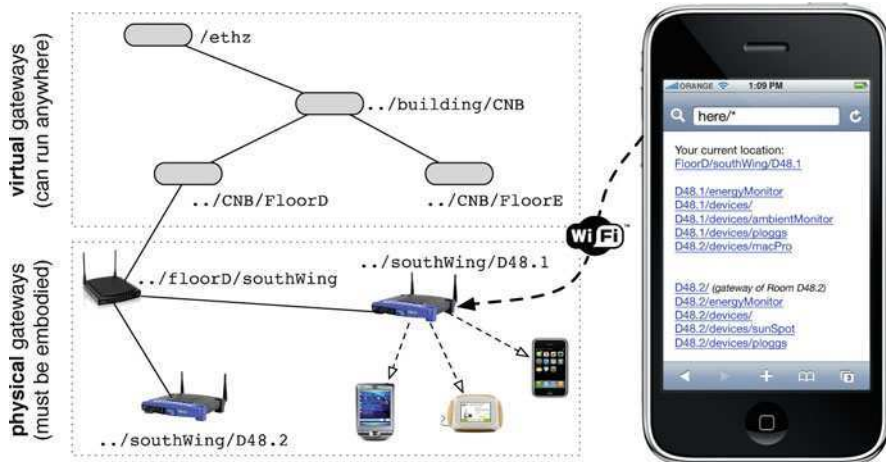 virtual gateways
(can run anywhere)
/ethz
../building/CNB
../CNB/FloorD
../CNB/FloorE
physical gateways
(must be embodied)
../floorD/southWing
../southWing/D48.1
../southWing/D48.2
WiFi™
ORANGE 1:09 PM
here/*
Your current location:
FloorD/southWing/D48.1
D48.1/energyMonitor
D48.1/devices/
D48.1/devices/ambientMonitor
D48.1/devices/ploggs
D48.2/devices/macPro
D48.2/ (gateway of Room D48.2)
D48.2/energyMonitor
D48.2/devices/
D48.2/devices/sunSpot
D48.2/devices/ploggs